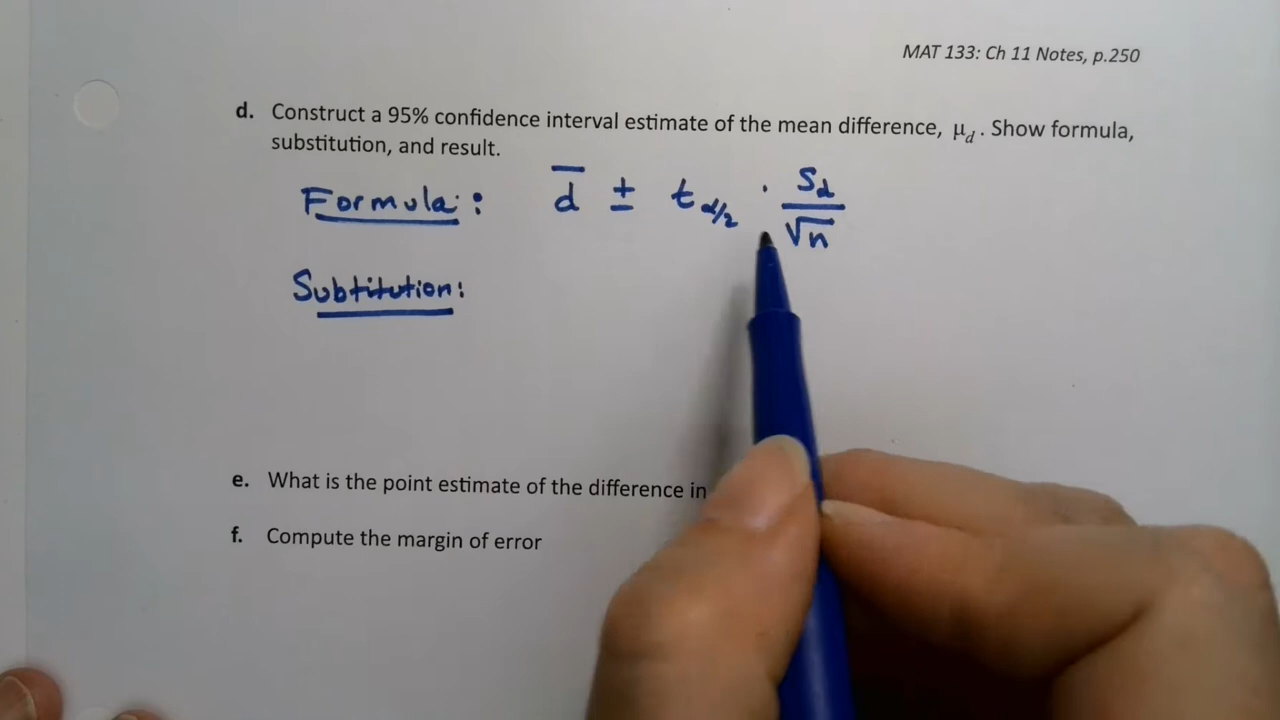 MAT 133: Ch 11 Notes, p.250
d. Construct a 95% confidence interval estimate of the mean difference, μd. Show formula,
substitution, and result.
Formula: d̅ ± tα/2 · Sd/√n
Subtitution:
e. What is the point estimate of the difference in
f. Compute the margin of error